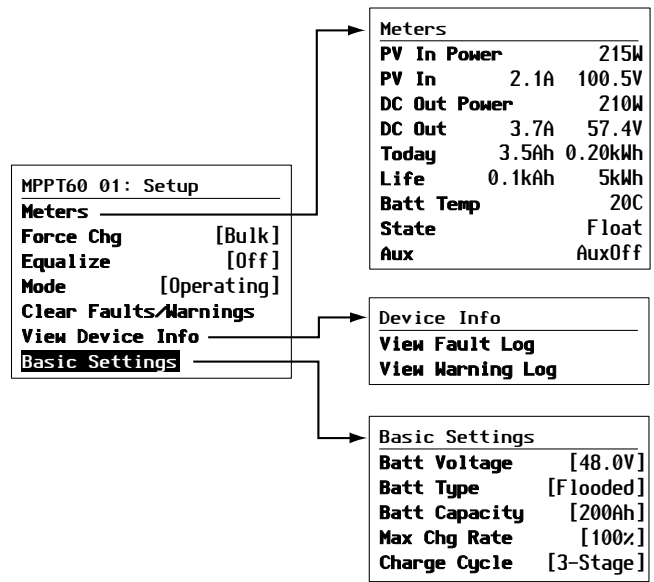 MPPT60 01: Setup
Meters
Force Chg [Bulk]
Equalize [Off]
Mode [Operating]
Clear Faults/Warnings
View Device Info
Basic Settings
Meters
PV In Power 215W
PV In 2.1A 100.5V
DC Out Power 210W
DC Out 3.7A 57.4V
Today 3.5Ah 0.20kWh
Life 0.1kAh 5kWh
Batt Temp 20C
State Float
Aux AuxOff
Device Info
View Fault Log
View Warning Log
Basic Settings
Batt Voltage [48.0V]
Batt Type [Flooded]
Batt Capacity [200Ah]
Max Chg Rate [100%]
Charge Cycle [3-Stage]